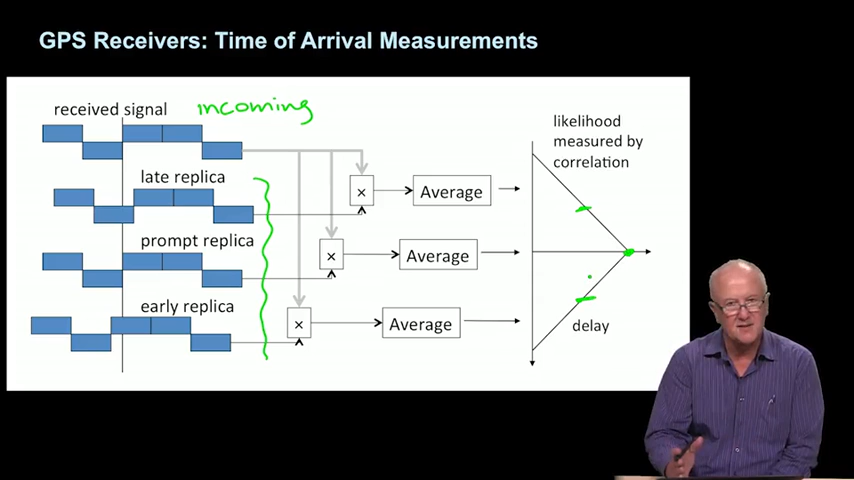 GPS Receivers: Time of Arrival Measurements
received signal incoming
late replica
prompt replica
early replica
×
Average
×
Average
×
Average
likelihood
measured by
correlation
delay